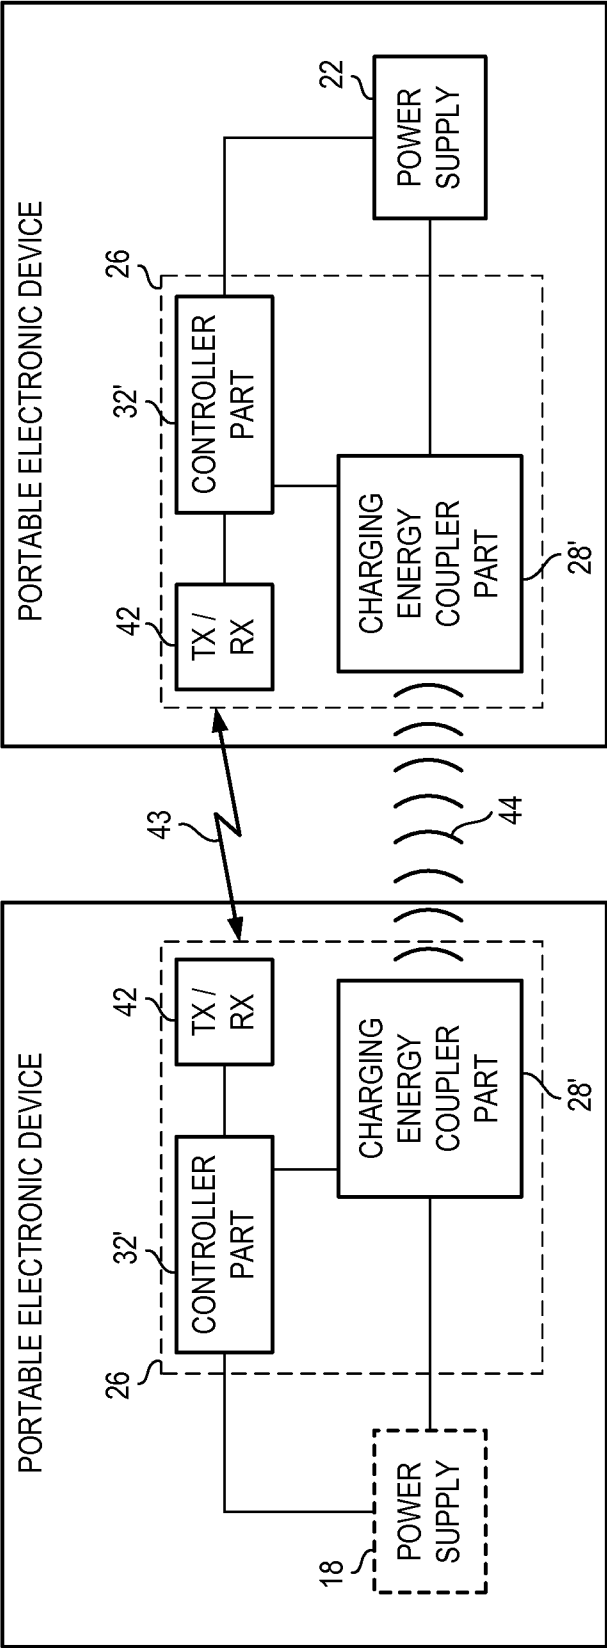 PORTABLE ELECTRONIC DEVICE
26
32'
CONTROLLER
PART
42
TX /
RX
18
POWER
SUPPLY
CHARGING
ENERGY
COUPLER
PART
28'
43
44
PORTABLE ELECTRONIC DEVICE
42
TX /
RX
32'
CONTROLLER
PART
26
22
POWER
SUPPLY
CHARGING
ENERGY
COUPLER
PART
28'